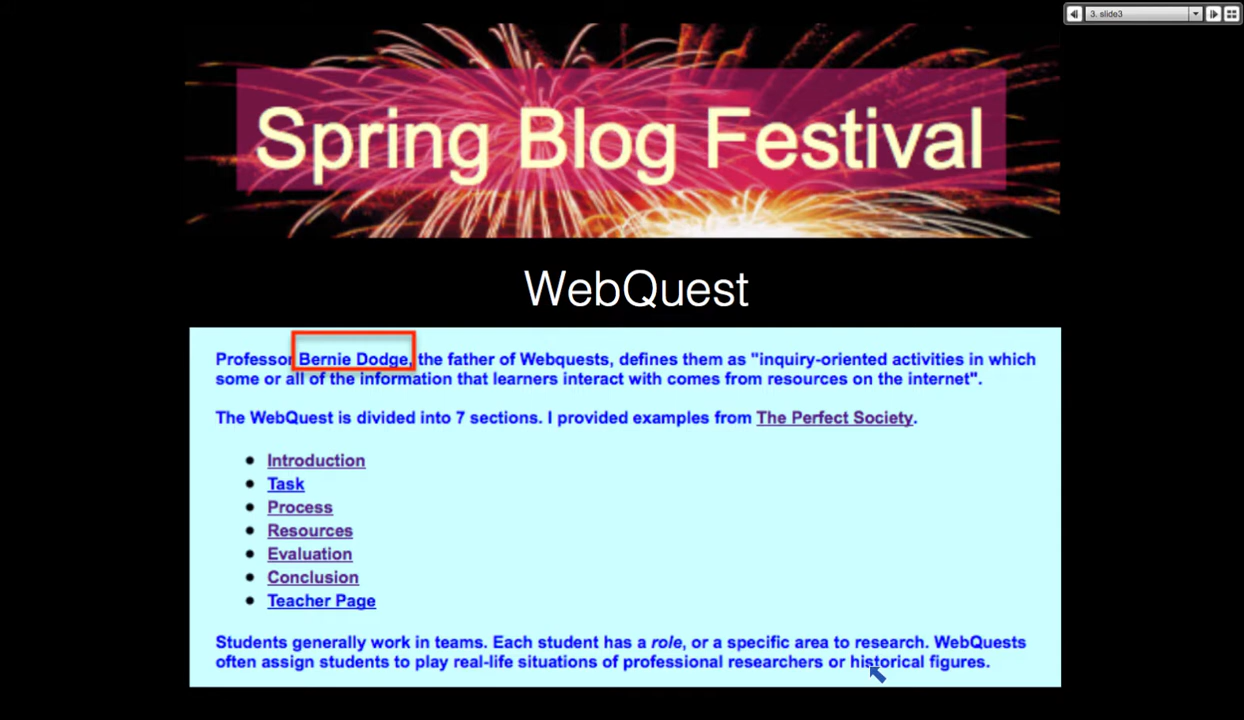 3. slide3
Spring Blog Festival
WebQuest
Professor Bernie Dodge, the father of Webquests, defines them as "inquiry-oriented activities in which
some or all of the information that learners interact with comes from resources on the internet".
The WebQuest is divided into 7 sections. I provided examples from The Perfect Society.
Introduction
Task
Process
Resources
Evaluation
Conclusion
Teacher Page
Students generally work in teams. Each student has a role, or a specific area to research. WebQuests
often assign students to play real-life situations of professional researchers or historical figures.